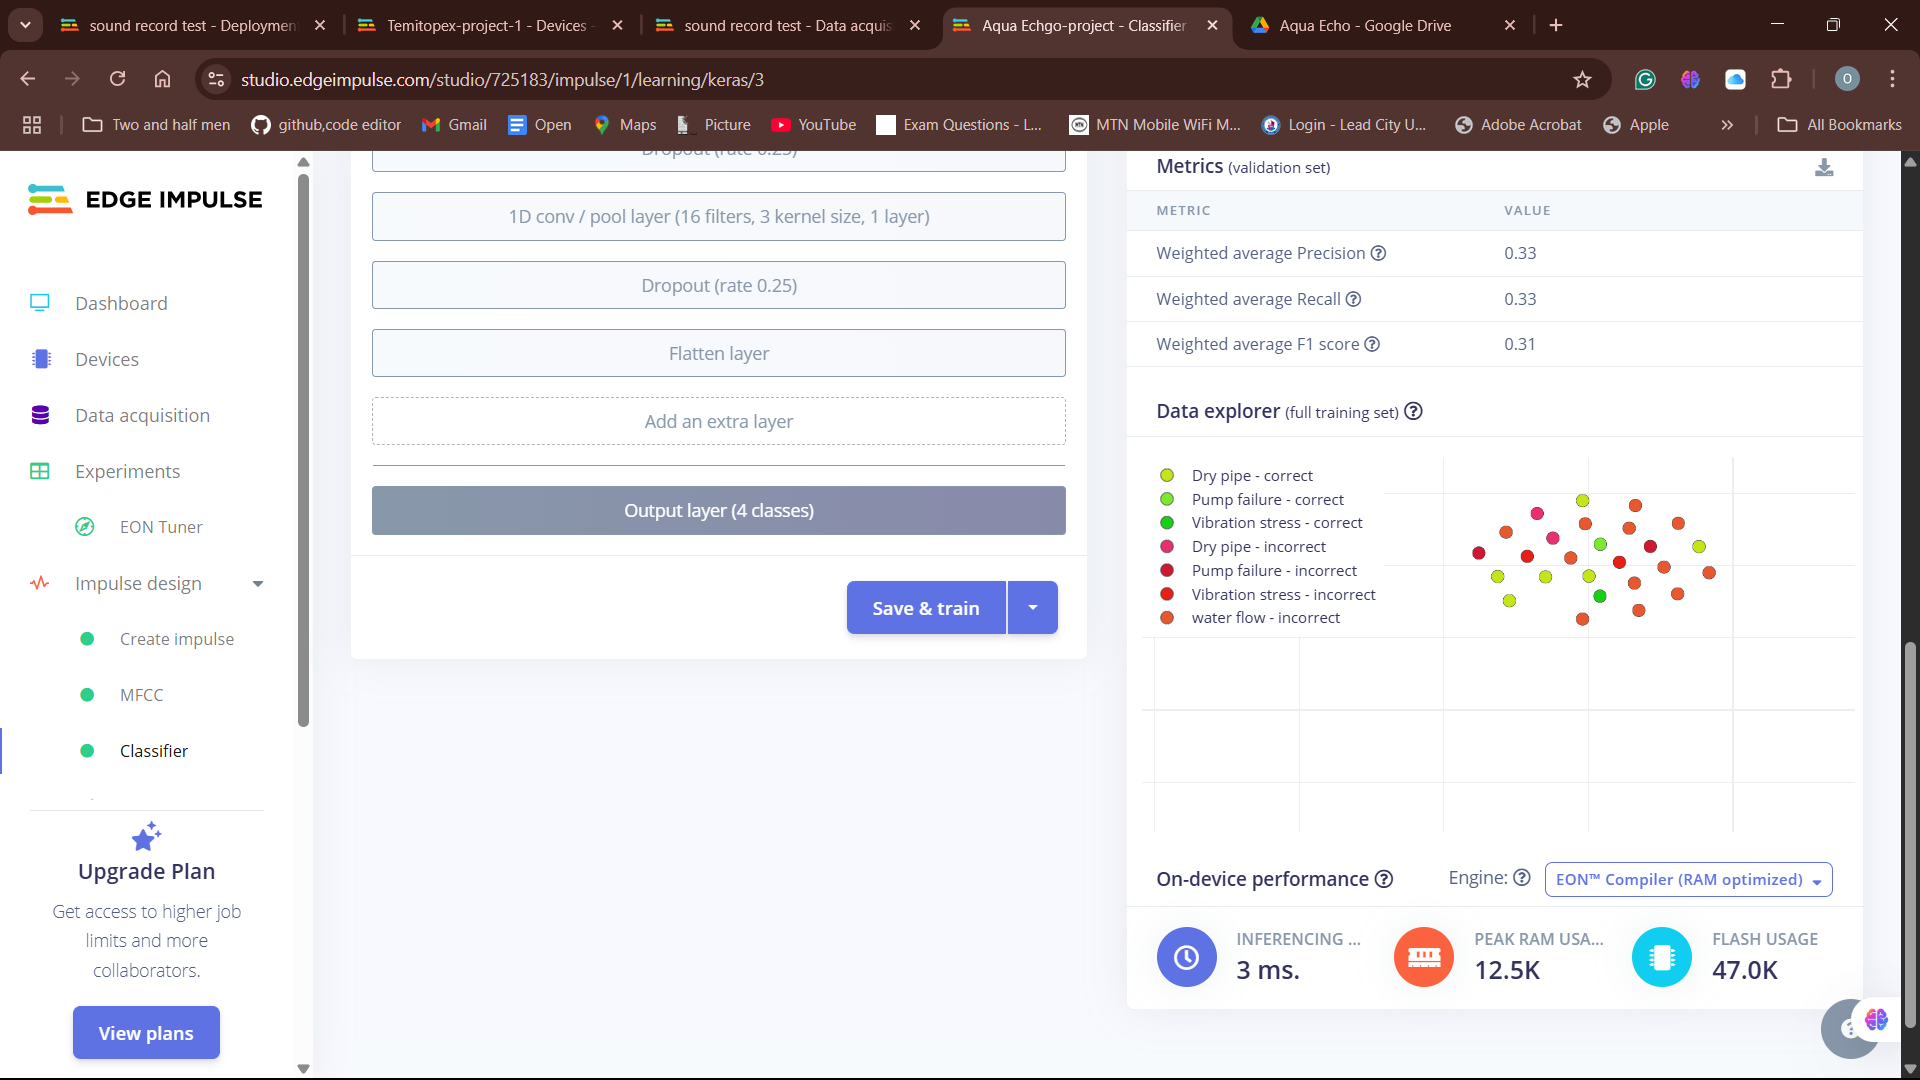 sound record test - Deploymen
Temitopex-project-1 - Devices -
sound record test - Data acquis
Aqua Echgo-project - Classifier
Aqua Echo - Google Drive
studio.edgeimpulse.com/studio/725183/impulse/1/learning/keras/3
O
Two and half men
github,code editor
Gmail
Open
Maps
Picture
YouTube
Exam Questions - L...
MTN Mobile WiFi M...
Login - Lead City U...
Adobe Acrobat
Apple
All Bookmarks
EDGE IMPULSE
Dashboard
Devices
Data acquisition
Experiments
EON Tuner
Impulse design
Create impulse
MFCC
Classifier
Upgrade Plan
Get access to higher job
limits and more
collaborators.
View plans
Dropout (rate 0.25)
1D conv / pool layer (16 filters, 3 kernel size, 1 layer)
Dropout (rate 0.25)
Flatten layer
Add an extra layer
Output layer (4 classes)
Save & train
Metrics (validation set)
METRIC VALUE
Weighted average Precision ? 0.33
Weighted average Recall ? 0.33
Weighted average F1 score ? 0.31
Data explorer (full training set) ?
Dry pipe - correct
Pump failure - correct
Vibration stress - correct
Dry pipe - incorrect
Pump failure - incorrect
Vibration stress - incorrect
water flow - incorrect
On-device performance ? Engine: ? EON™ Compiler (RAM optimized)
INFERENCING ...
3 ms.
PEAK RAM USA...
12.5K
FLASH USAGE
47.0K